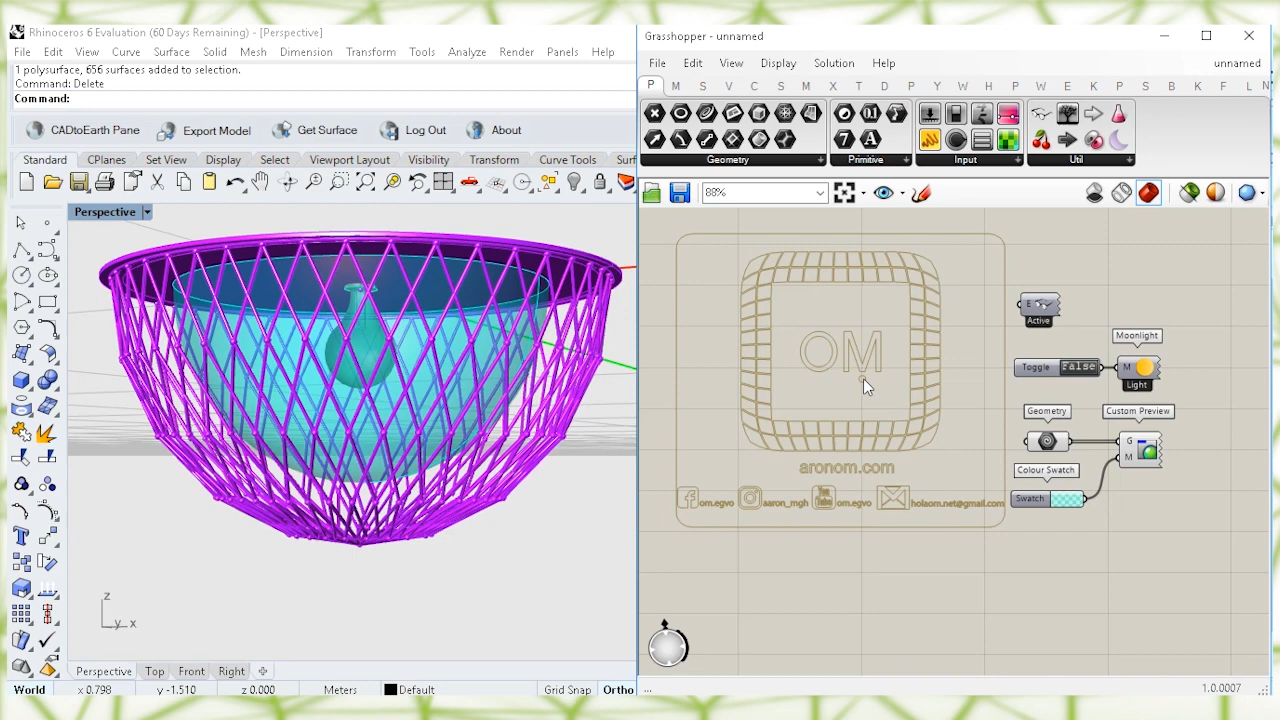 Rhinoceros 6 Evaluation (60 Days Remaining) - [Perspective]
File Edit View Curve Surface Solid Mesh Dimension Transform Tools Analyze Render Panels Help
1 polysurface, 656 surfaces added to selection.
Command: Delete
Command:
CADtoEarth Pane Export Model GetSurface Log Out About
Standard CPlanes Set View Display Select Viewport Layout Visibility Transform Curve Tools Surf
Perspective
z
y x
Perspective Top Front Right
World x 0.798 y -1.510 z 0.000 Meters Default Grid Snap Ortho
Grasshopper - unnamed
File Edit View Display Solution Help unnamed
P M S V C S M X T D P Y W H P W E K P S B K L N
Geometry Primitive Input Util
88%
OM
aronom.com
om.egvo aaron_mgh You Tube om.egvo holaom.net@gmail.com
E
Active
Moonlight
Toggle False M
Light
Geometry Custom Preview
G
M
Colour Swatch
Swatch
... 1.0.0007